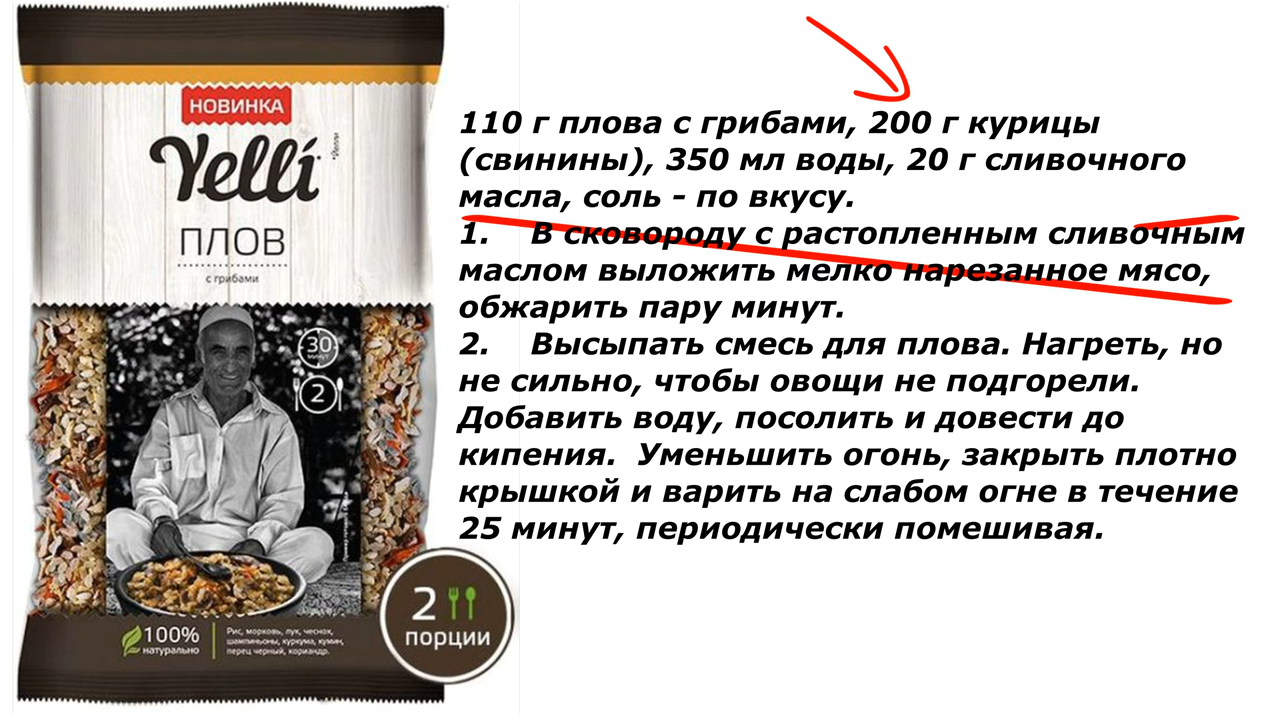 НОВИНКА
Yelli
*Йелли
ПЛОВ
с грибами
30
минут
2
2
порции
100%
натурально
Рис, морковь, лук, чеснок,
шампиньоны, куркума, кумин,
перец черный, кориандр.
110 г плова с грибами, 200 г курицы
(свинины), 350 мл воды, 20 г сливочного
масла, соль - по вкусу.
1. В сковороду с растопленным сливочным
маслом выложить мелко нарезанное мясо,
обжарить пару минут.
2. Высыпать смесь для плова. Нагреть, но
не сильно, чтобы овощи не подгорели.
Добавить воду, посолить и довести до
кипения. Уменьшить огонь, закрыть плотно
крышкой и варить на слабом огне в течение
25 минут, периодически помешивая.